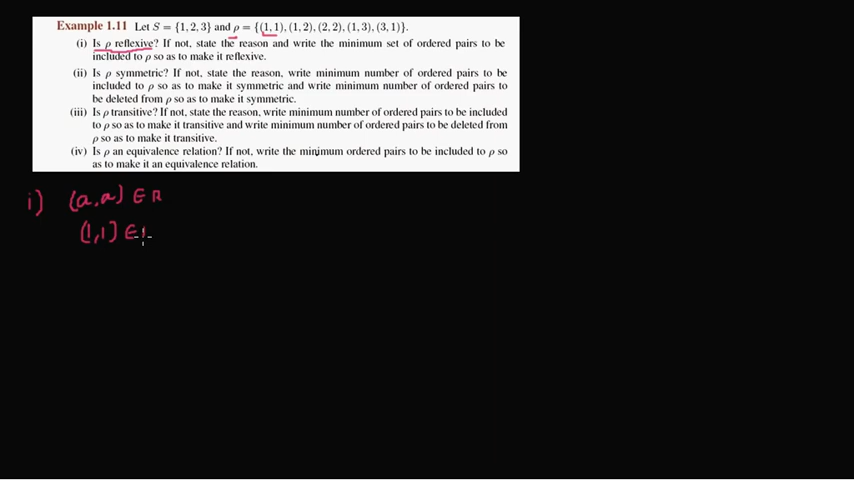 Example 1.11 Let S = {1, 2, 3} and ρ = {(1, 1), (1, 2), (2, 2), (1, 3), (3, 1)}.
(i) Is ρ reflexive? If not, state the reason and write the minimum set of ordered pairs to be
included to ρ so as to make it reflexive.
(ii) Is ρ symmetric? If not, state the reason, write minimum number of ordered pairs to be
included to ρ so as to make it symmetric and write minimum number of ordered pairs to
be deleted from ρ so as to make it symmetric.
(iii) Is ρ transitive? If not, state the reason, write minimum number of ordered pairs to be included
to ρ so as to make it transitive and write minimum number of ordered pairs to be deleted from
ρ so as to make it transitive.
(iv) Is ρ an equivalence relation? If not, write the minimum ordered pairs to be included to ρ so
as to make it an equivalence relation.
i) (a,a) ∈ R
(1,1) ∈